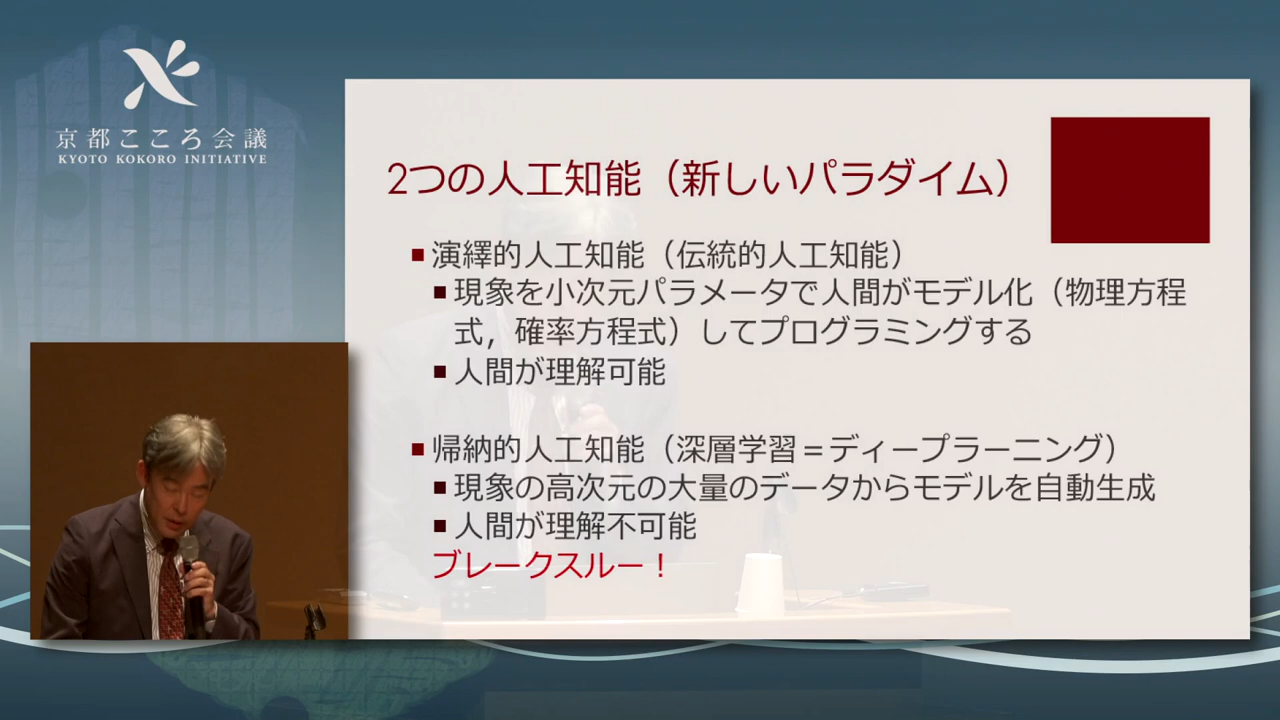 京都こころ会議
KYOTO KOKORO INITIATIVE
2つの人工知能（新しいパラダイム）
演繹的人工知能（伝統的人工知能）
現象を小次元パラメータで人間がモデル化（物理方程
式，確率方程式）してプログラミングする
人間が理解可能
帰納的人工知能（深層学習＝ディープラーニング）
現象の高次元の大量のデータからモデルを自動生成
人間が理解不可能
ブレークスルー！